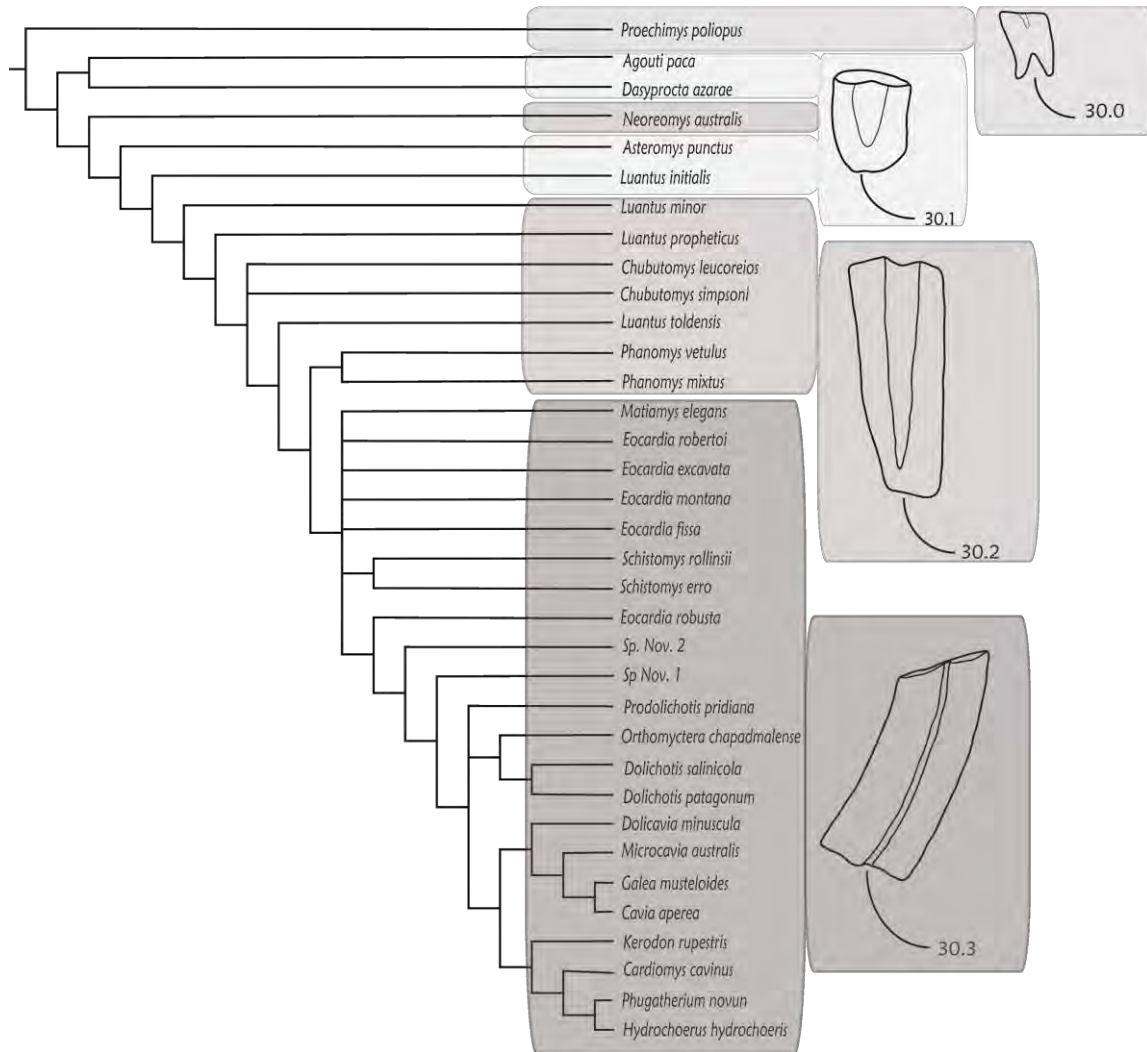 Proechimys poliopus
Agouti paca
Dasyprocta azarae
Neoreomys australis
Asteromys punctus
Luantus initialis
Luantus minor
Luantus propheticus
Chubutomys leucoreios
Chubutomys simpsonI
Luantus toldensis
Phanomys vetulus
Phanomys mixtus
Matiamys elegans
Eocardia robertoi
Eocardia excavata
Eocardia montana
Eocardia fissa
Schistomys rollinsii
Schistomys erro
Eocardia robusta
Sp. Nov. 2
Sp Nov. 1
Prodolichotis pridiana
Orthomyctera chapadmalense
Dolichotis salinicola
Dolichotis patagonum
Dolicavia minuscula
Microcavia australis
Galea musteloides
Cavia aperea
Kerodon rupestris
Cardiomys cavinus
Phugatherium novun
Hydrochoerus hydrochoeris
30.0
30.1
30.2
30.3